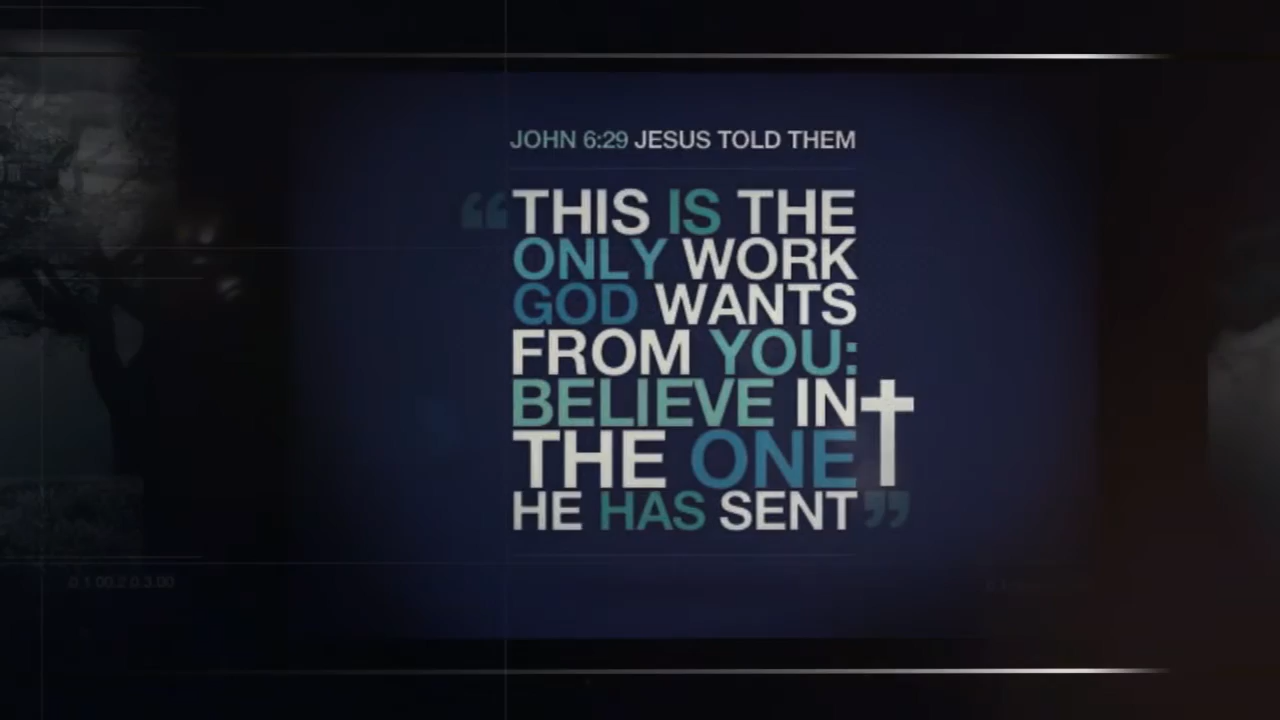 JOHN 6:29 JESUS TOLD THEM
“THIS IS THE
ONLY WORK
GOD WANTS
FROM YOU:
BELIEVE IN
THE ONE
HE HAS SENT”